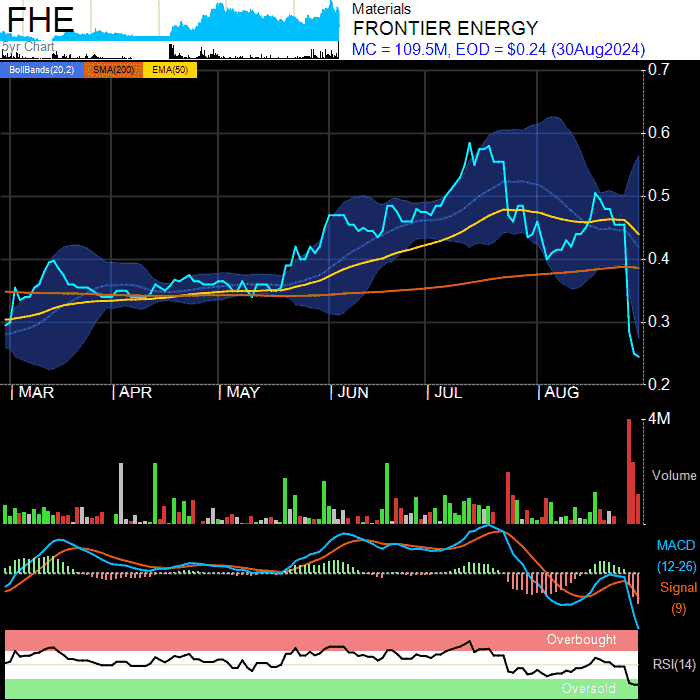 FHE
5yr Chart
Materials
FRONTIER ENERGY
MC = 109.5M, EOD = $0.24 (30Aug2024)
BollBands(20,2) SMA(200) EMA(50)
0.7
0.6
0.5
0.4
0.3
0.2
MAR APR MAY JUN JUL AUG
4M
Volume
MACD
(12-26)
Signal
(9)
Overbought
RSI(14)
Oversold